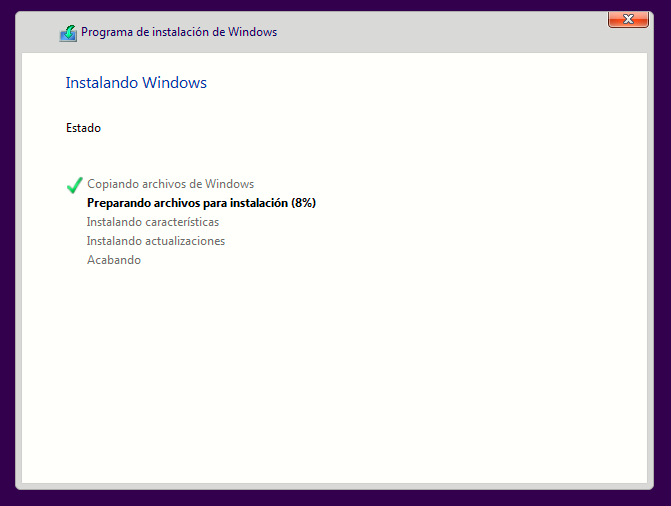 Programa de instalación de Windows
Instalando Windows
Estado
Copiando archivos de Windows
Preparando archivos para instalación (8%)
Instalando características
Instalando actualizaciones
Acabando